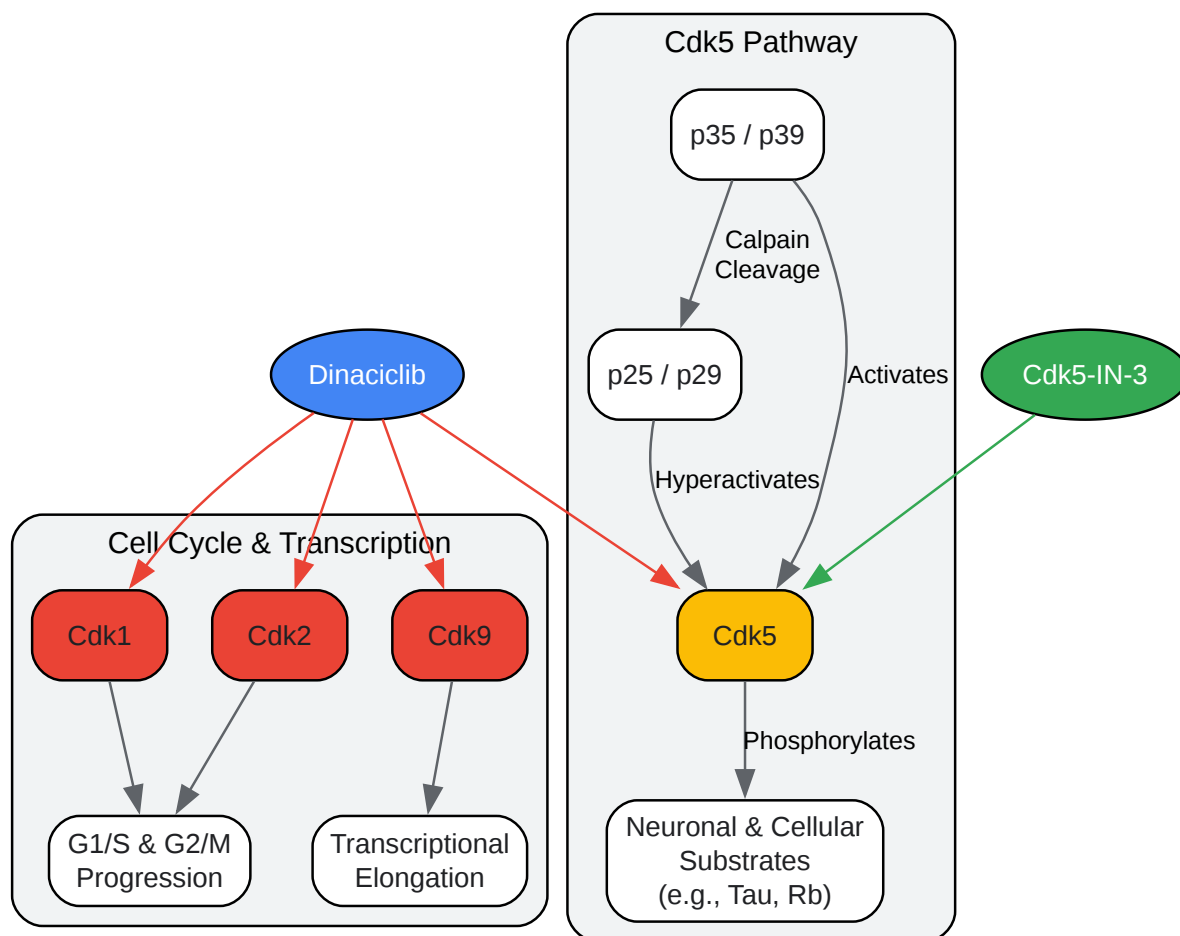 Cdk5 Pathway
p35 / p39
Calpain
Cleavage
Dinaciclib
p25 / p29
Activates
Cdk5-IN-3
Hyperactivates
Cell Cycle & Transcription
Cdk1
Cdk2
Cdk9
Cdk5
Phosphorylates
G1/S & G2/M
Progression
Transcriptional
Elongation
Neuronal & Cellular
Substrates
(e.g., Tau, Rb)